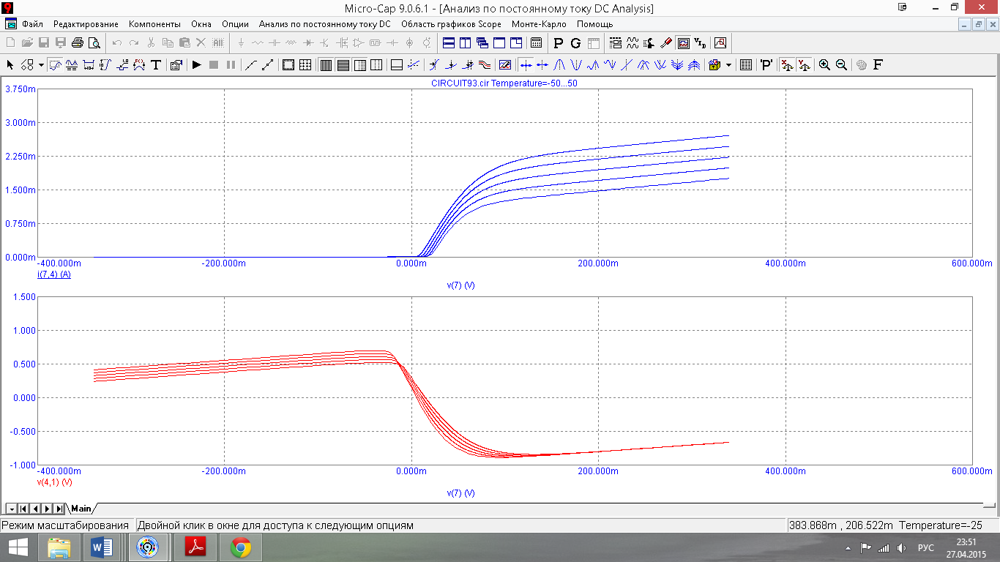 Micro-Cap 9.0.6.1 - [Анализ по постоянному току DC Analysis]
Файл Редактирование Компоненты Окна Опции Анализ по постоянному току DC Область графиков Scope Монте-Карло Помощь
CIRCUIT93.cir Temperature=-50...50
3.750m
3.000m
2.250m
1.500m
0.750m
0.000m
-400.000m -200.000m 0.000m 200.000m 400.000m 600.000m
i(7,4) (A)
v(7) (V)
1.500
1.000
0.500
0.000
-0.500
-1.000
-400.000m -200.000m 0.000m 200.000m 400.000m 600.000m
v(4,1) (V)
v(7) (V)
Main
Режим масштабирования Двойной клик в окне для доступа к следующим опциям 383.868m , 206.522m Temperature=-25
РУС 23:51
27.04.2015